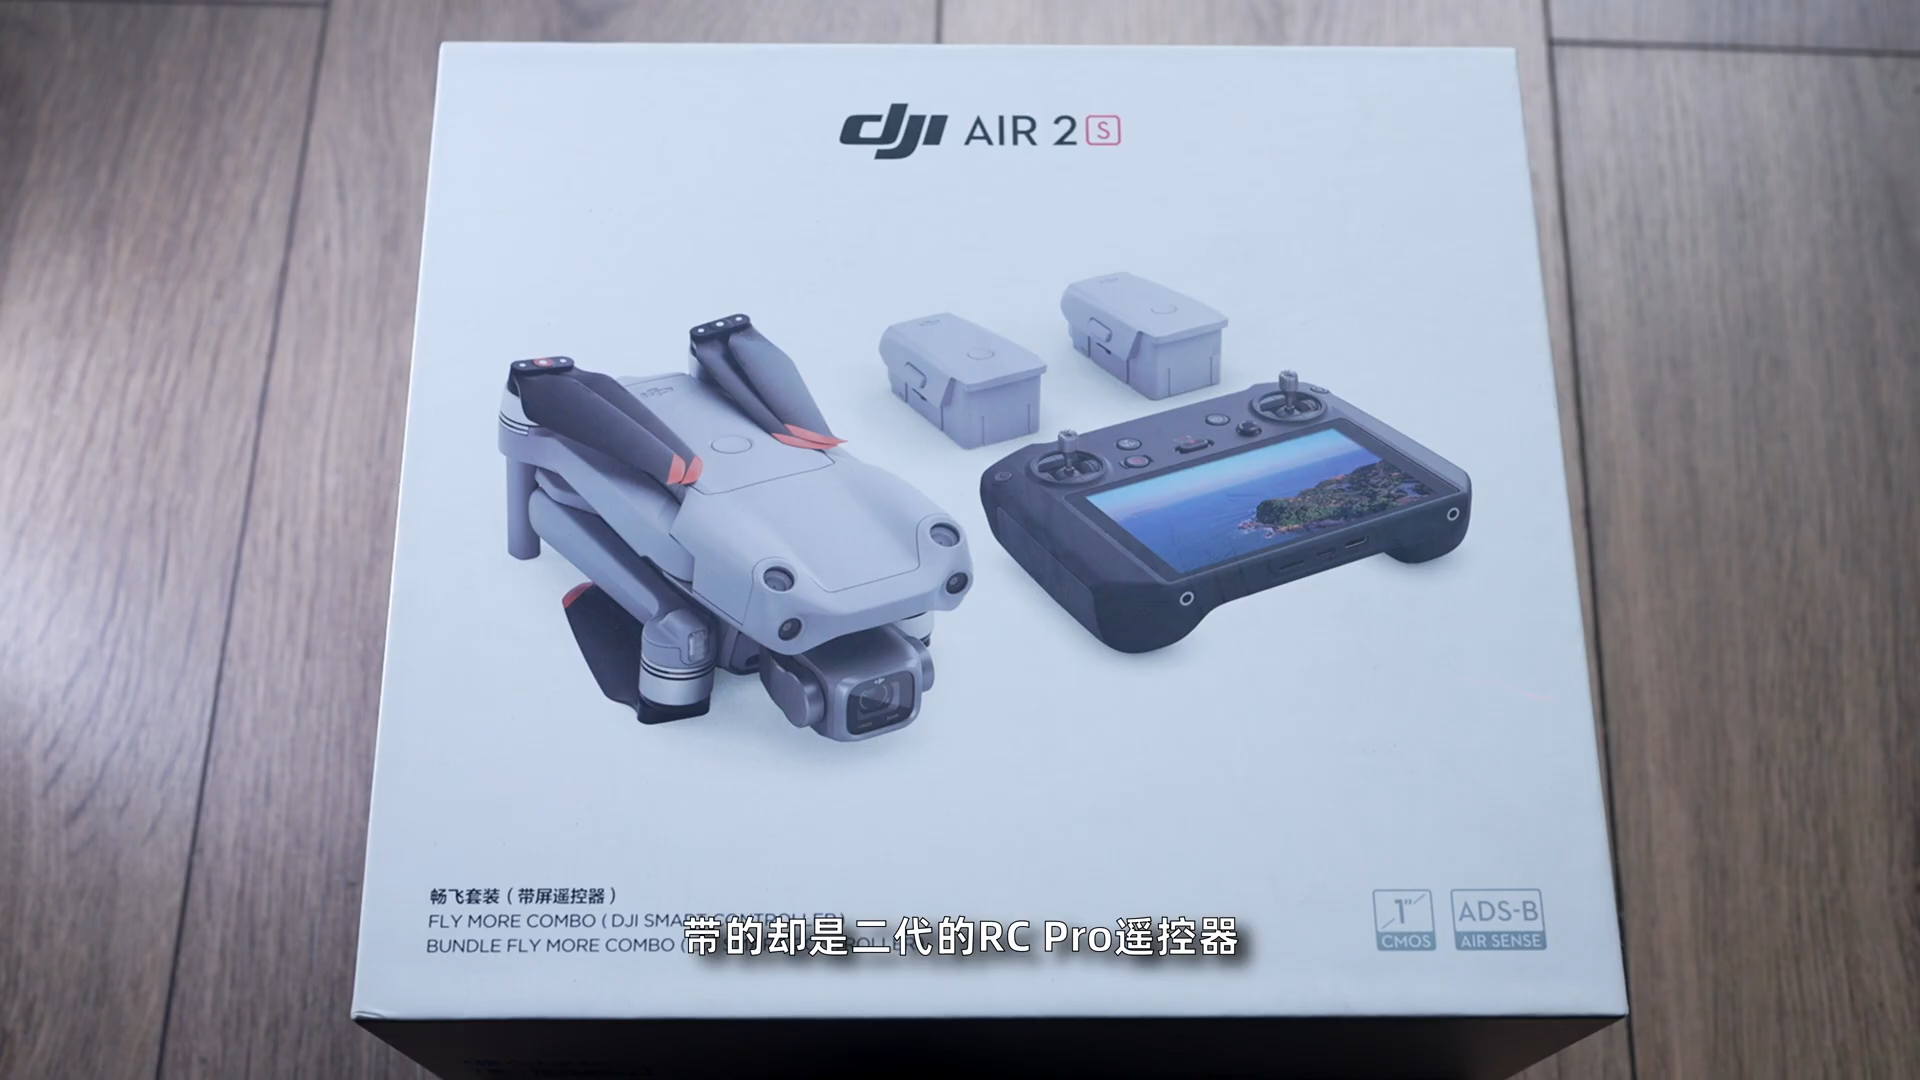 dji AIR 2S
畅飞套装（带屏遥控器）
FLY MORE COMBO ( DJI SMART CONTROLLER )
BUNDLE FLY MORE COMBO (
1" CMOS
ADS-B AIR SENSE
带的却是二代的RC Pro遥控器